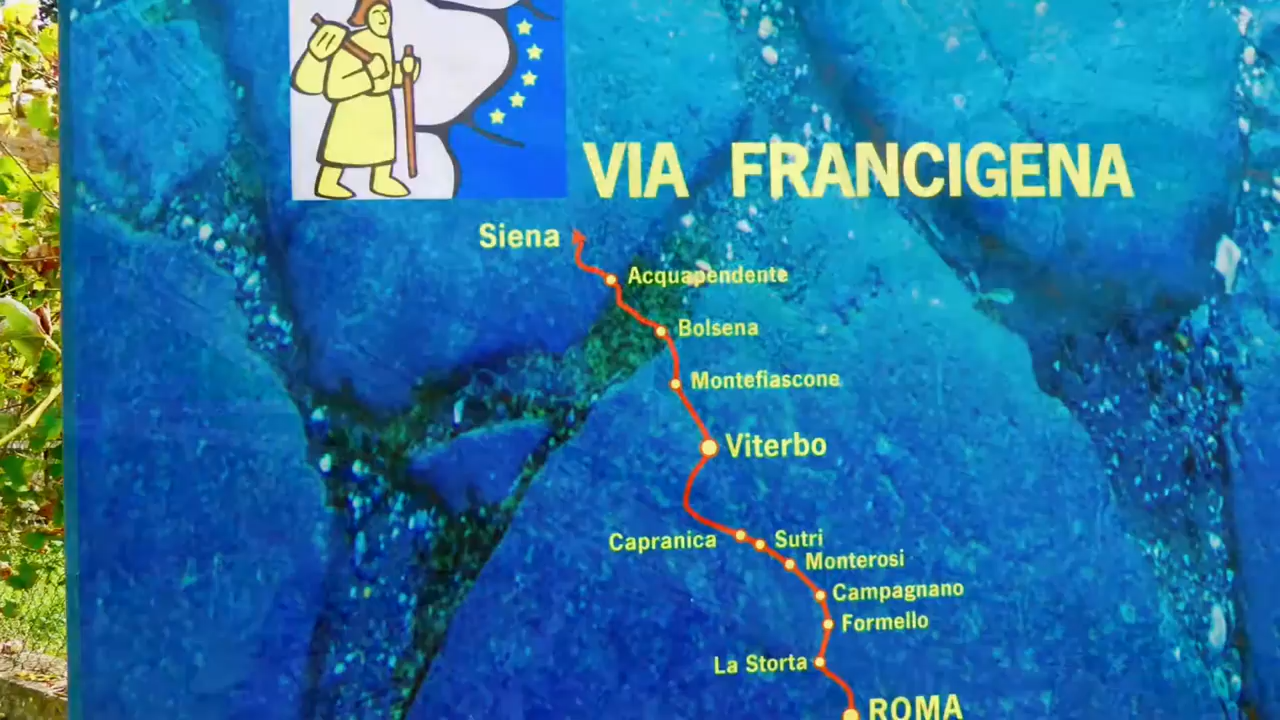 VIA FRANCIGENA
Siena
Acquapendente
Bolsena
Montefiascone
Viterbo
Capranica
Sutri
Monterosi
Campagnano
Formello
La Storta
ROMA